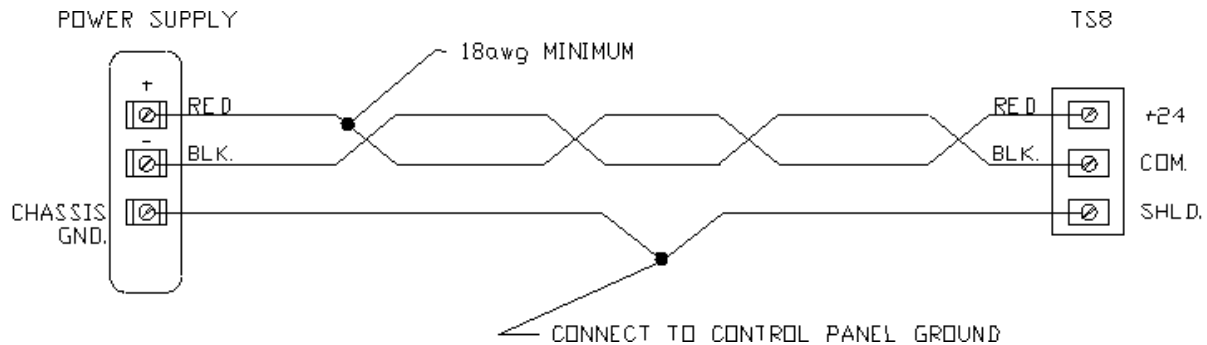 POWER SUPPLY
TS8
18awg MINIMUM
+
RED
RED
+24
-
BLK.
BLK.
COM.
CHASSIS
GND.
SHLD.
CONNECT TO CONTROL PANEL GROUND